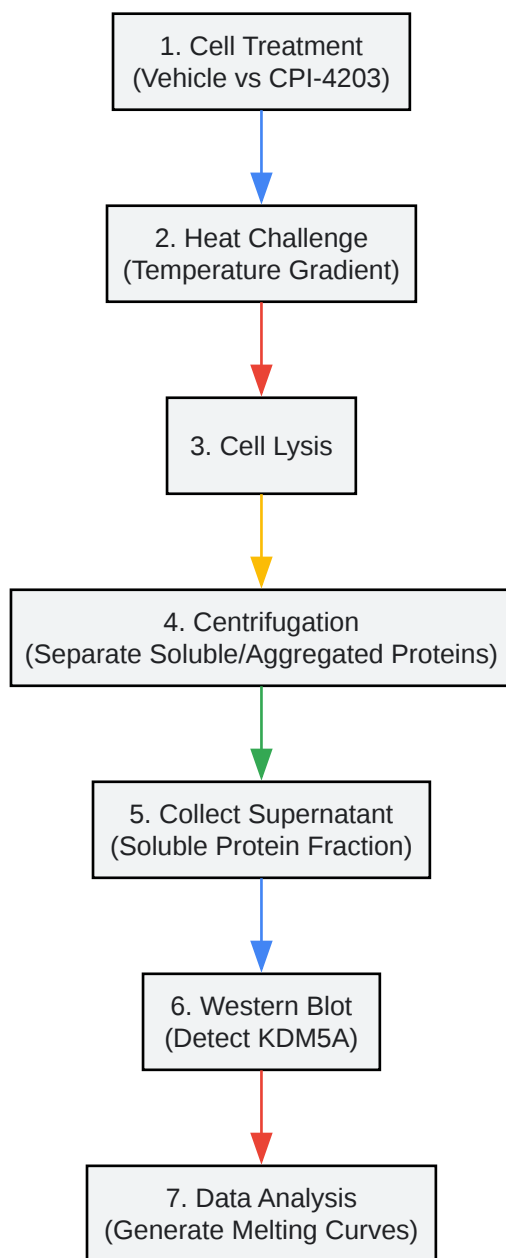 1. Cell Treatment
(Vehicle vs CPI-4203)
2. Heat Challenge
(Temperature Gradient)
3. Cell Lysis
4. Centrifugation
(Separate Soluble/Aggregated Proteins)
5. Collect Supernatant
(Soluble Protein Fraction)
6. Western Blot
(Detect KDM5A)
7. Data Analysis
(Generate Melting Curves)